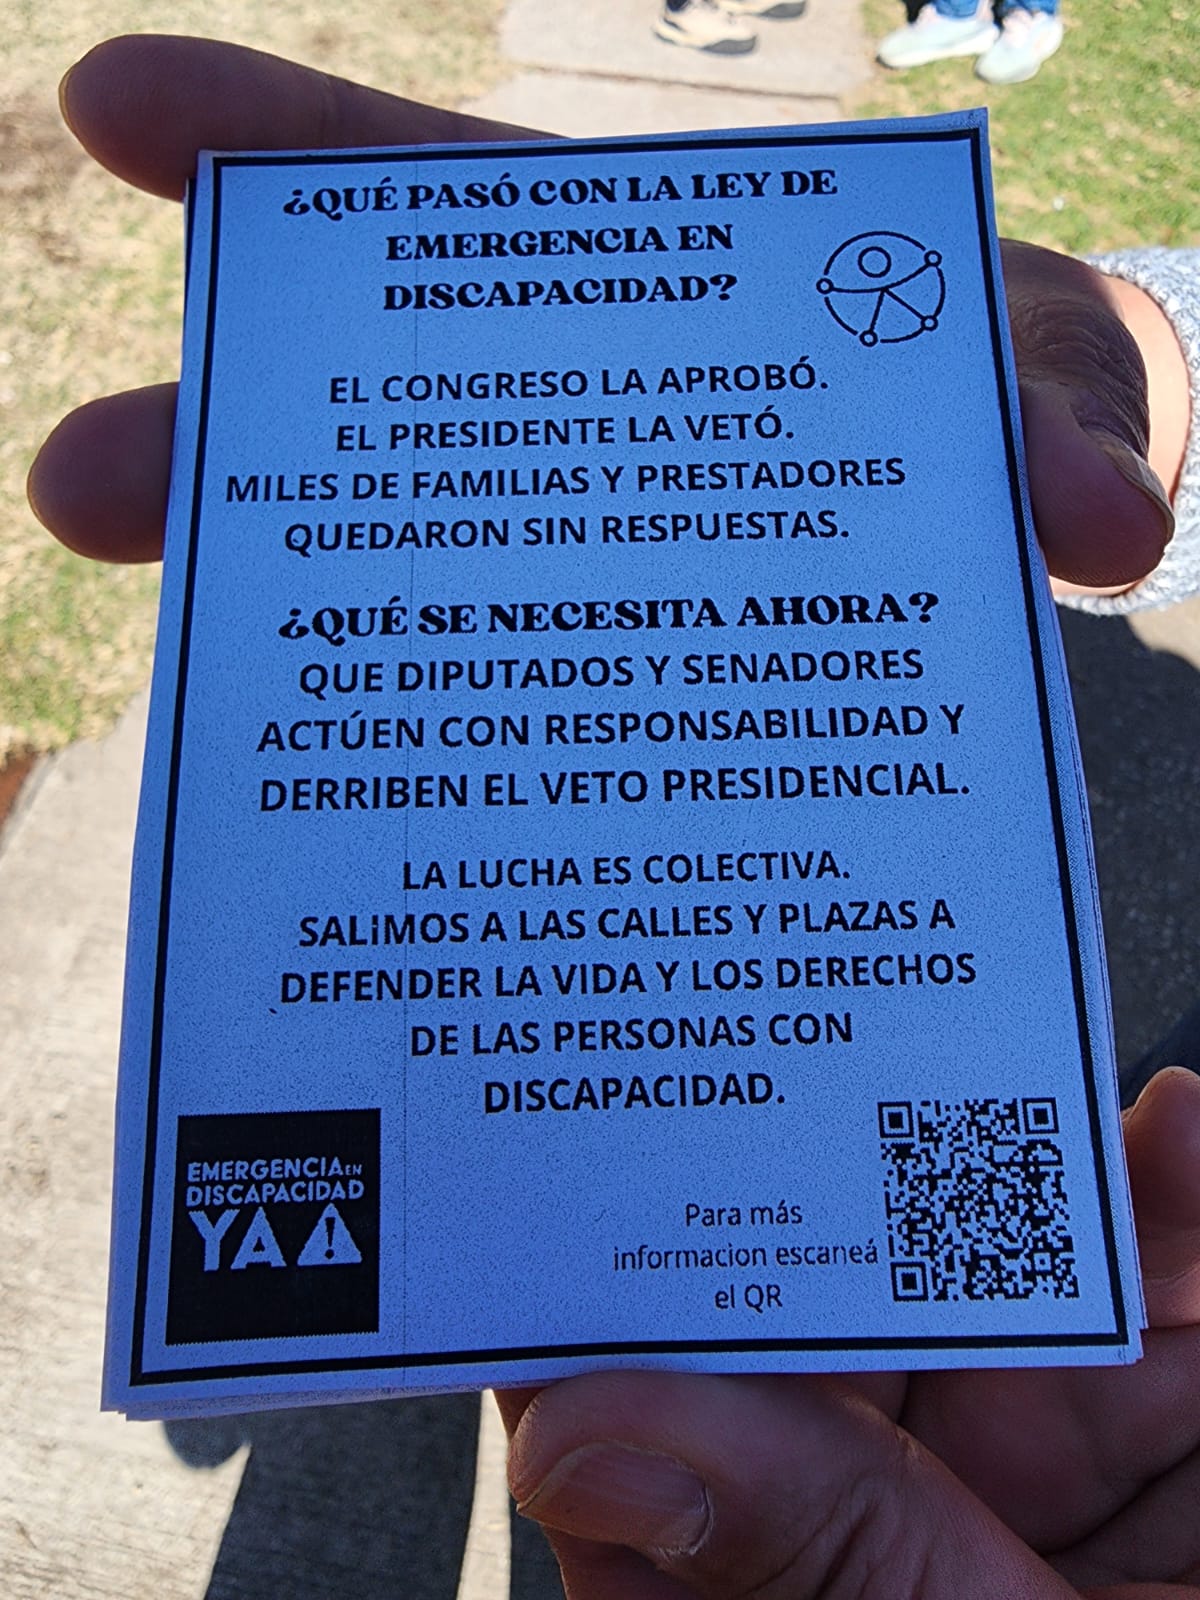 ¿QUÉ PASÓ CON LA LEY DE
EMERGENCIA EN
DISCAPACIDAD?
EL CONGRESO LA APROBÓ.
EL PRESIDENTE LA VETÓ.
MILES DE FAMILIAS Y PRESTADORES
QUEDARON SIN RESPUESTAS.
¿QUÉ SE NECESITA AHORA?
QUE DIPUTADOS Y SENADORES
ACTÚEN CON RESPONSABILIDAD Y
DERRIBEN EL VETO PRESIDENCIAL.
LA LUCHA ES COLECTIVA.
SALIMOS A LAS CALLES Y PLAZAS A
DEFENDER LA VIDA Y LOS DERECHOS
DE LAS PERSONAS CON
DISCAPACIDAD.
EMERGENCIA EN
DISCAPACIDAD
YA
Para más
informacion escaneá
el QR